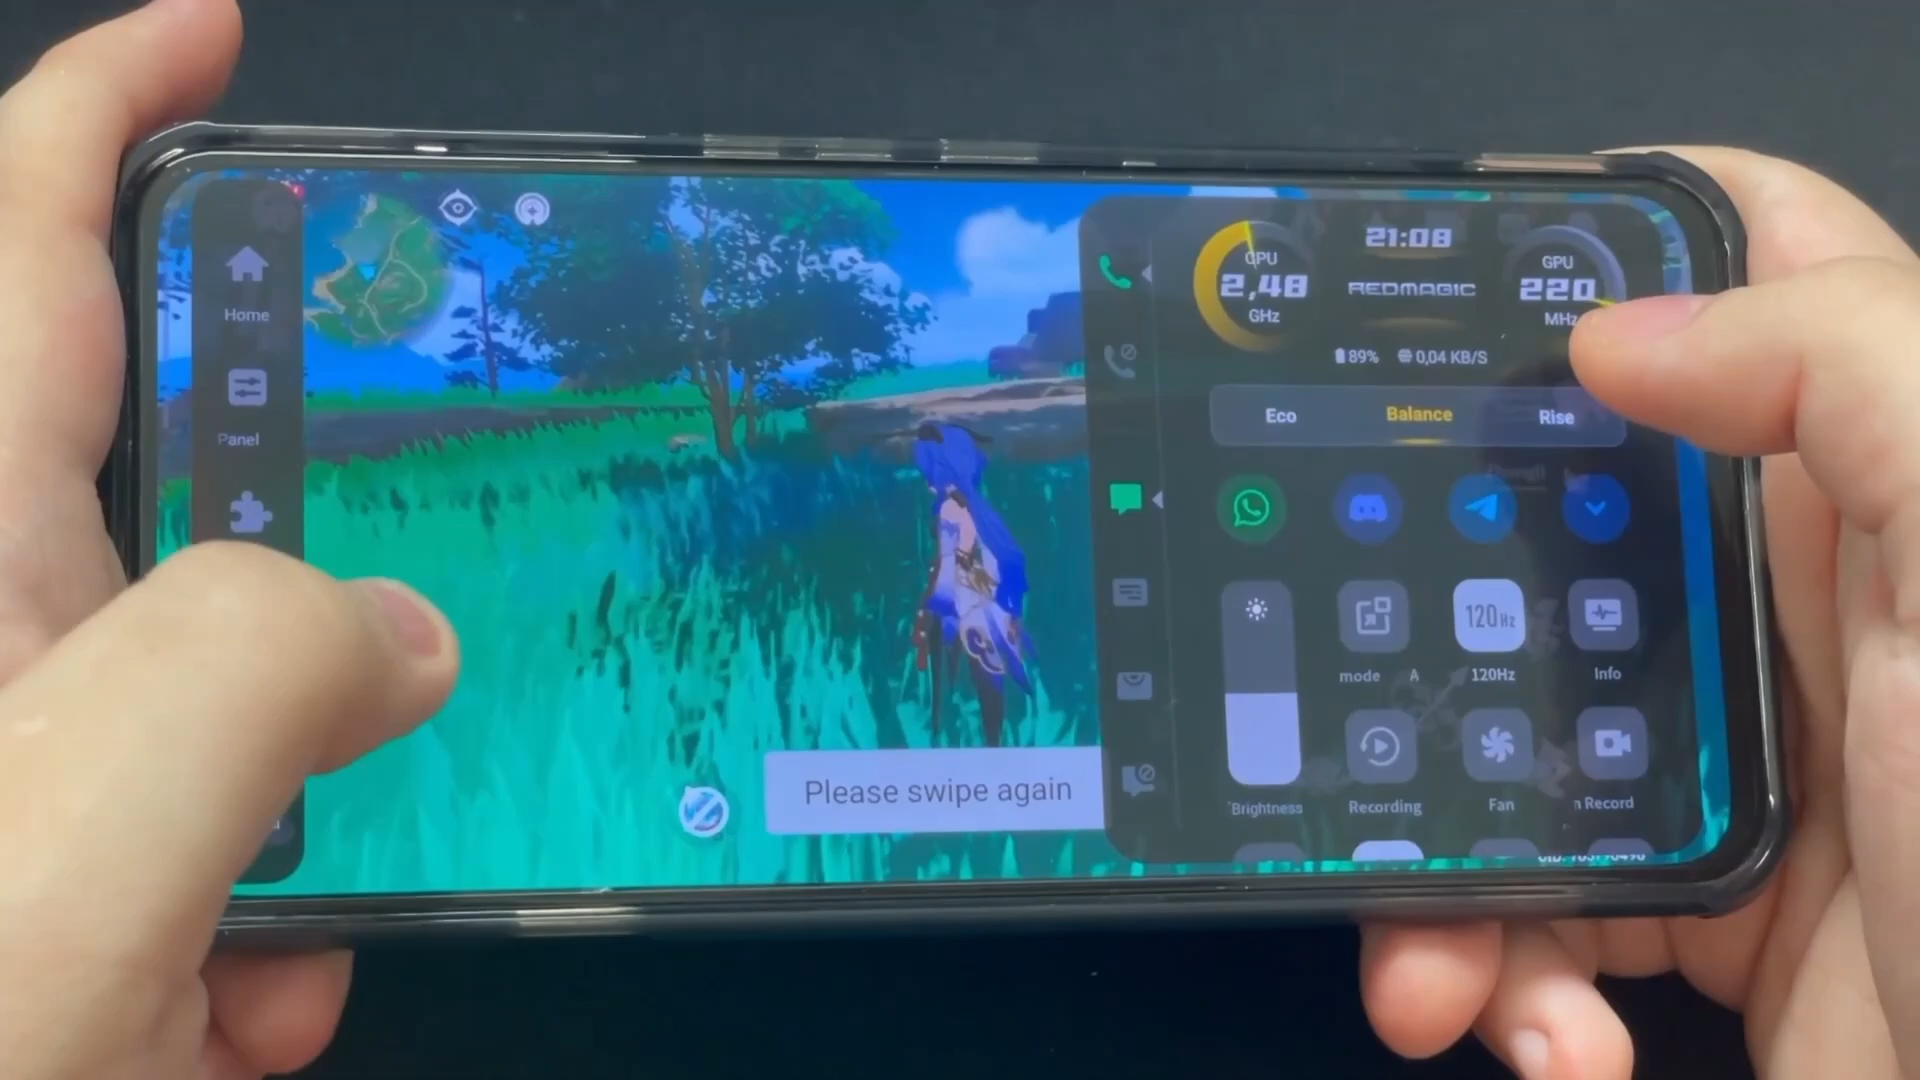 Home
Panel
Please swipe again
CPU
2,48
GHz
21:08
REDMAGIC
89%
0,04 KB/S
GPU
220
MHz
Eco
Balance
Rise
120Hz
mode
A
120Hz
Info
Brightness
Recording
Fan
n Record